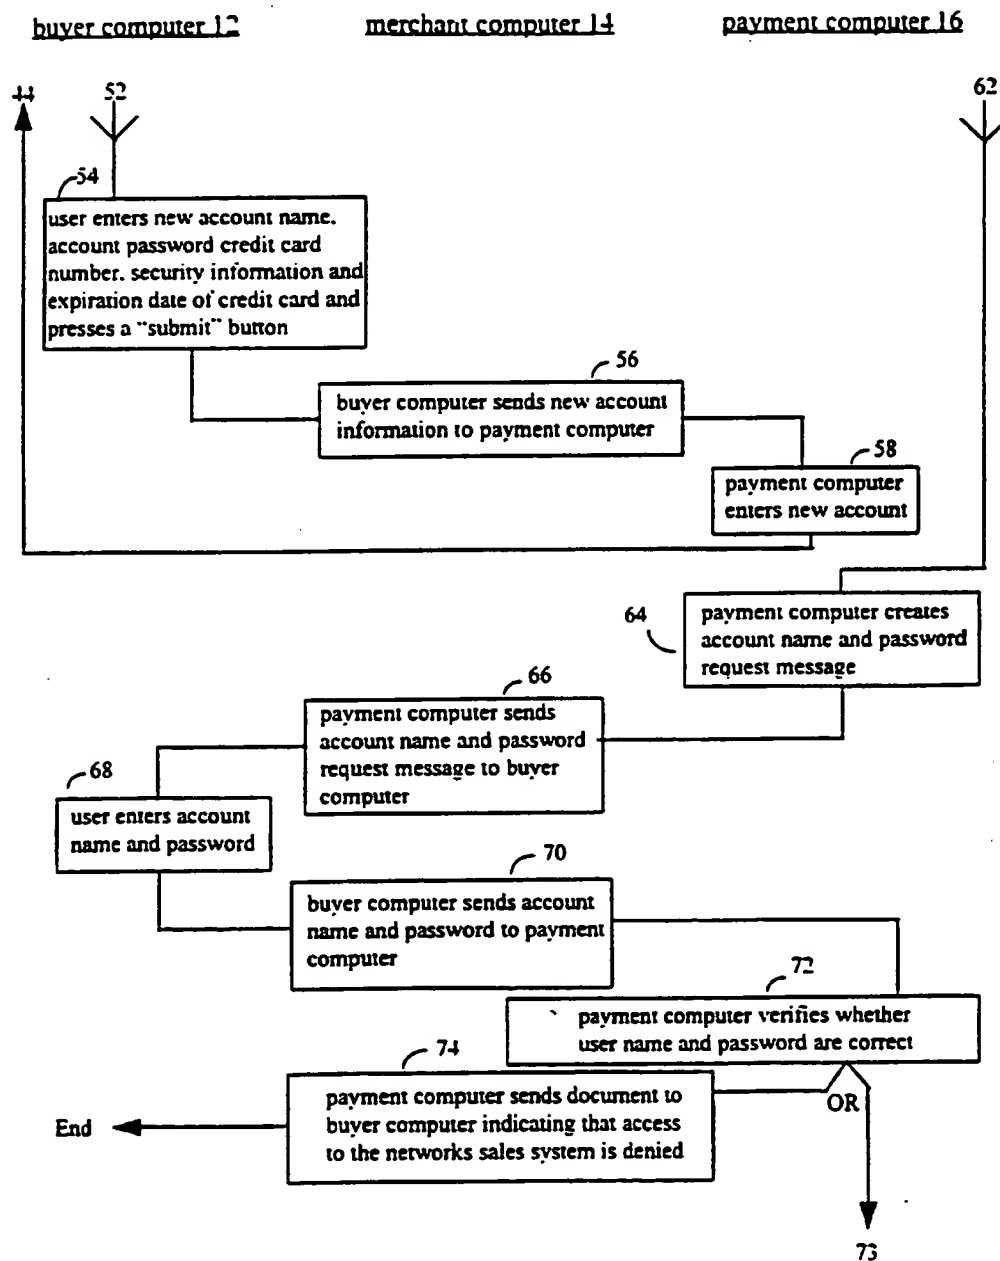 buyer computer 12
merchant computer 14
payment computer 16
44
52
62
54
user enters new account name.
account password credit card
number. security information and
expiration date of credit card and
presses a "submit" button
56
buyer computer sends new account
information to payment computer
58
payment computer
enters new account
64
payment computer creates
account name and password
request message
66
payment computer sends
account name and password
request message to buyer
computer
68
user enters account
name and password
70
buyer computer sends account
name and password to payment
computer
72
payment computer verifies whether
user name and password are correct
74
payment computer sends document to
buyer computer indicating that access
to the networks sales system is denied
OR
End
73